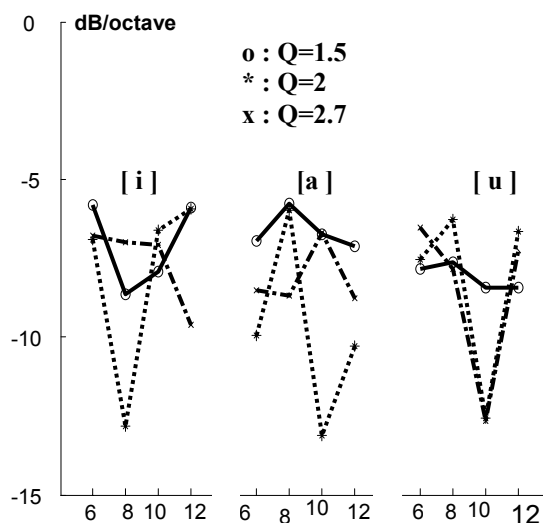 0
dB/octave
o : Q=1.5
* : Q=2
x : Q=2.7
[ i ] [a] [ u ]
-5
-10
-15
6 8 10 12 6 8 10 12 6 8 10 12